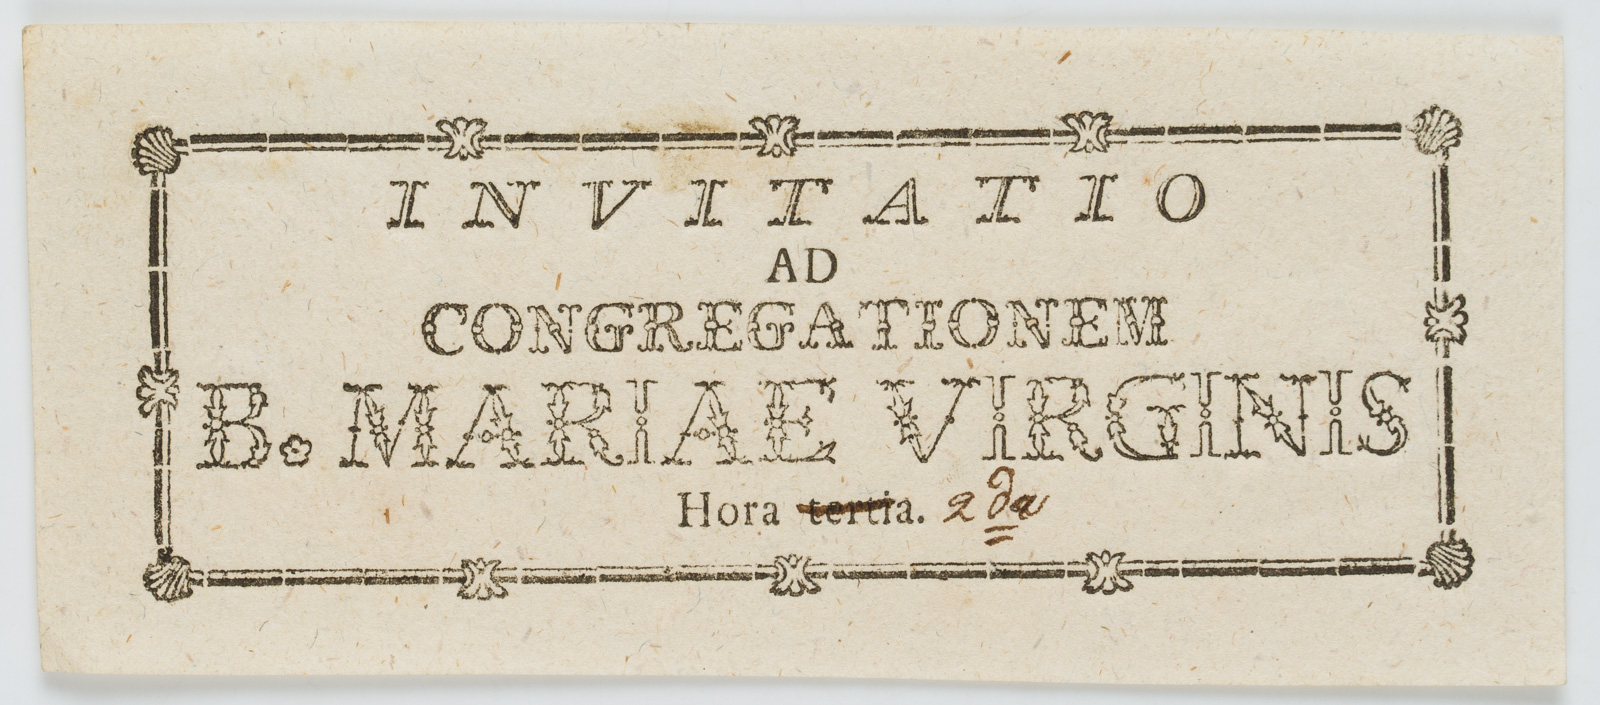 INVITATIO
AD
CONGREGATIONEM
B. MARIAE VIRGINIS
Hora tertia. 2da